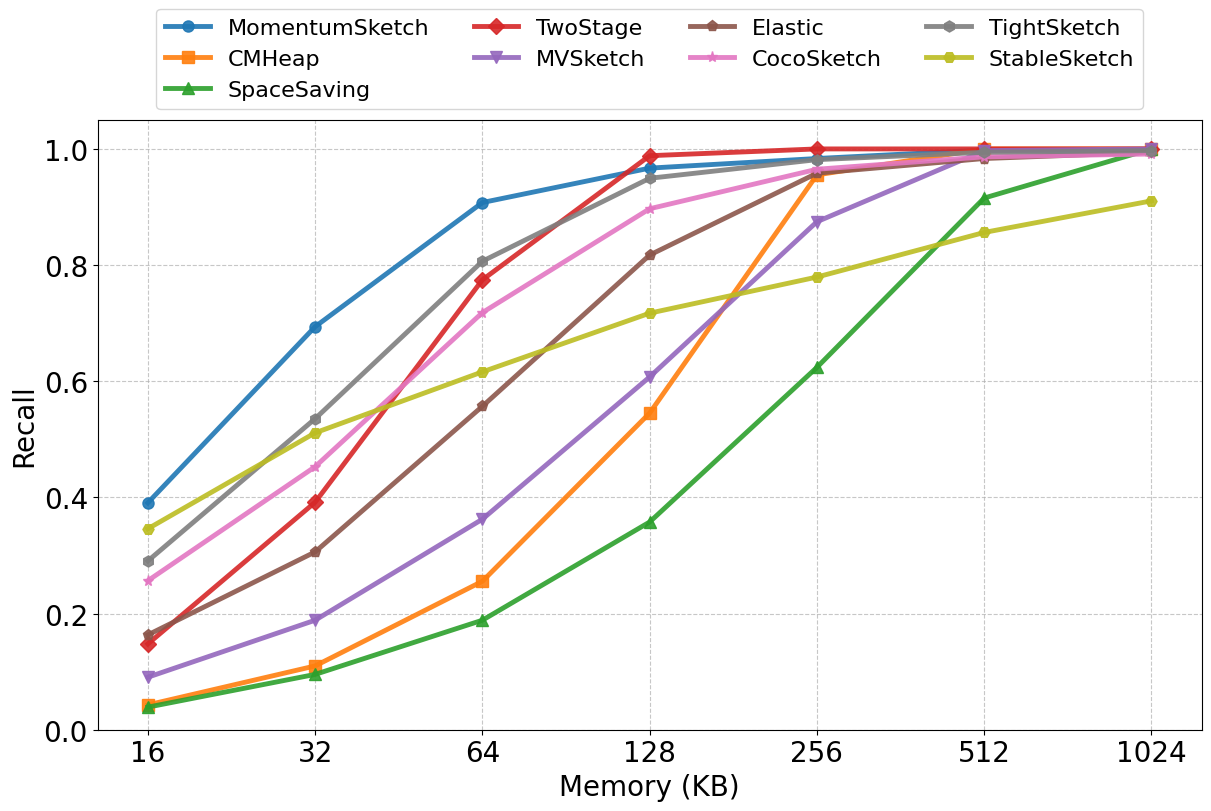 MomentumSketch TwoStage Elastic TightSketch
CMHeap MVSketch CocoSketch StableSketch
SpaceSaving
1.0
0.8
0.6
0.4
0.2
0.0
Recall
16 32 64 128 256 512 1024
Memory (KB)